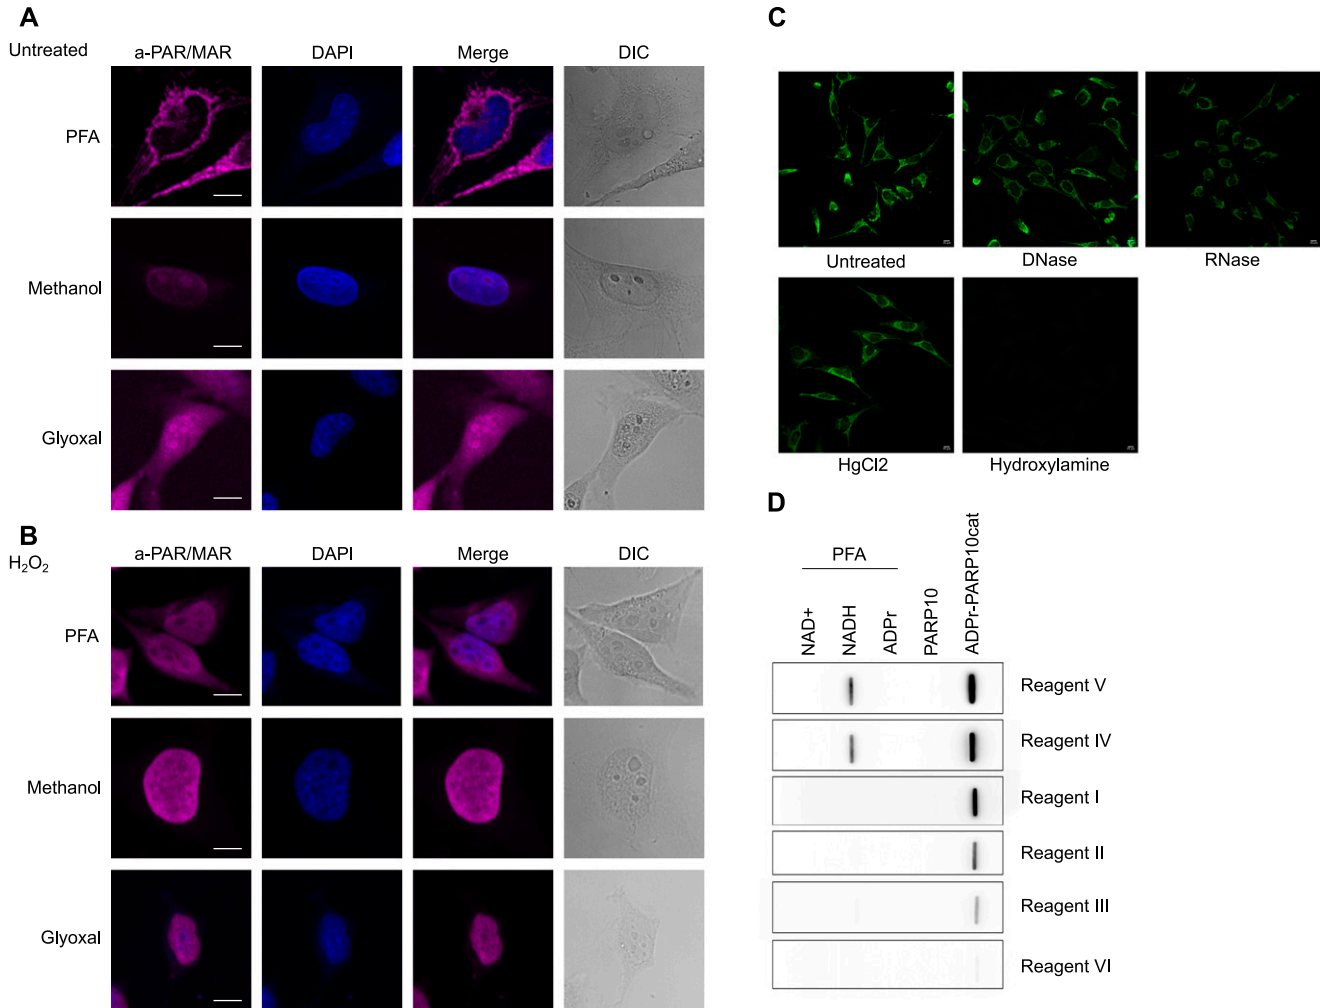 A
Untreated
a-PAR/MAR
DAPI
Merge
DIC
PFA
Methanol
Glyoxal
B
H₂O₂
a-PAR/MAR
DAPI
Merge
DIC
PFA
Methanol
Glyoxal
C
Untreated
DNase
RNase
HgCl2
Hydroxylamine
D
PFA
NAD+
NADH
ADPr
PARP10
ADPr-PARP10cat
Reagent V
Reagent IV
Reagent I
Reagent II
Reagent III
Reagent VI